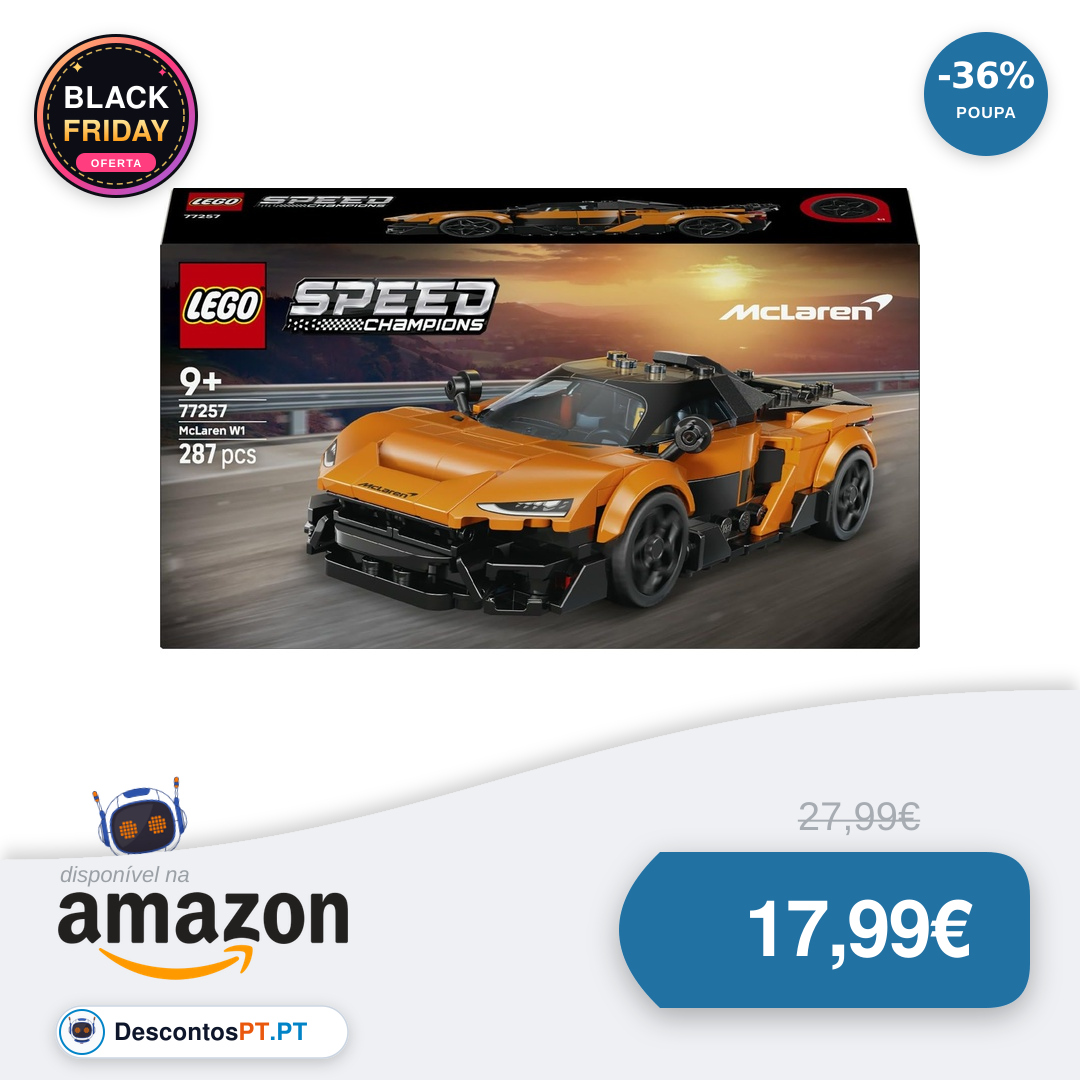 BLACK
FRIDAY
OFERTA
-36%
POUPA
LEGO
77257
SPEED
CHAMPIONS
LEGO
SPEED
CHAMPIONS
McLaren
9+
77257
McLaren W1
287 pcs
McLaren
27,99€
17,99€
disponível na
amazon
DescontosPT.PT